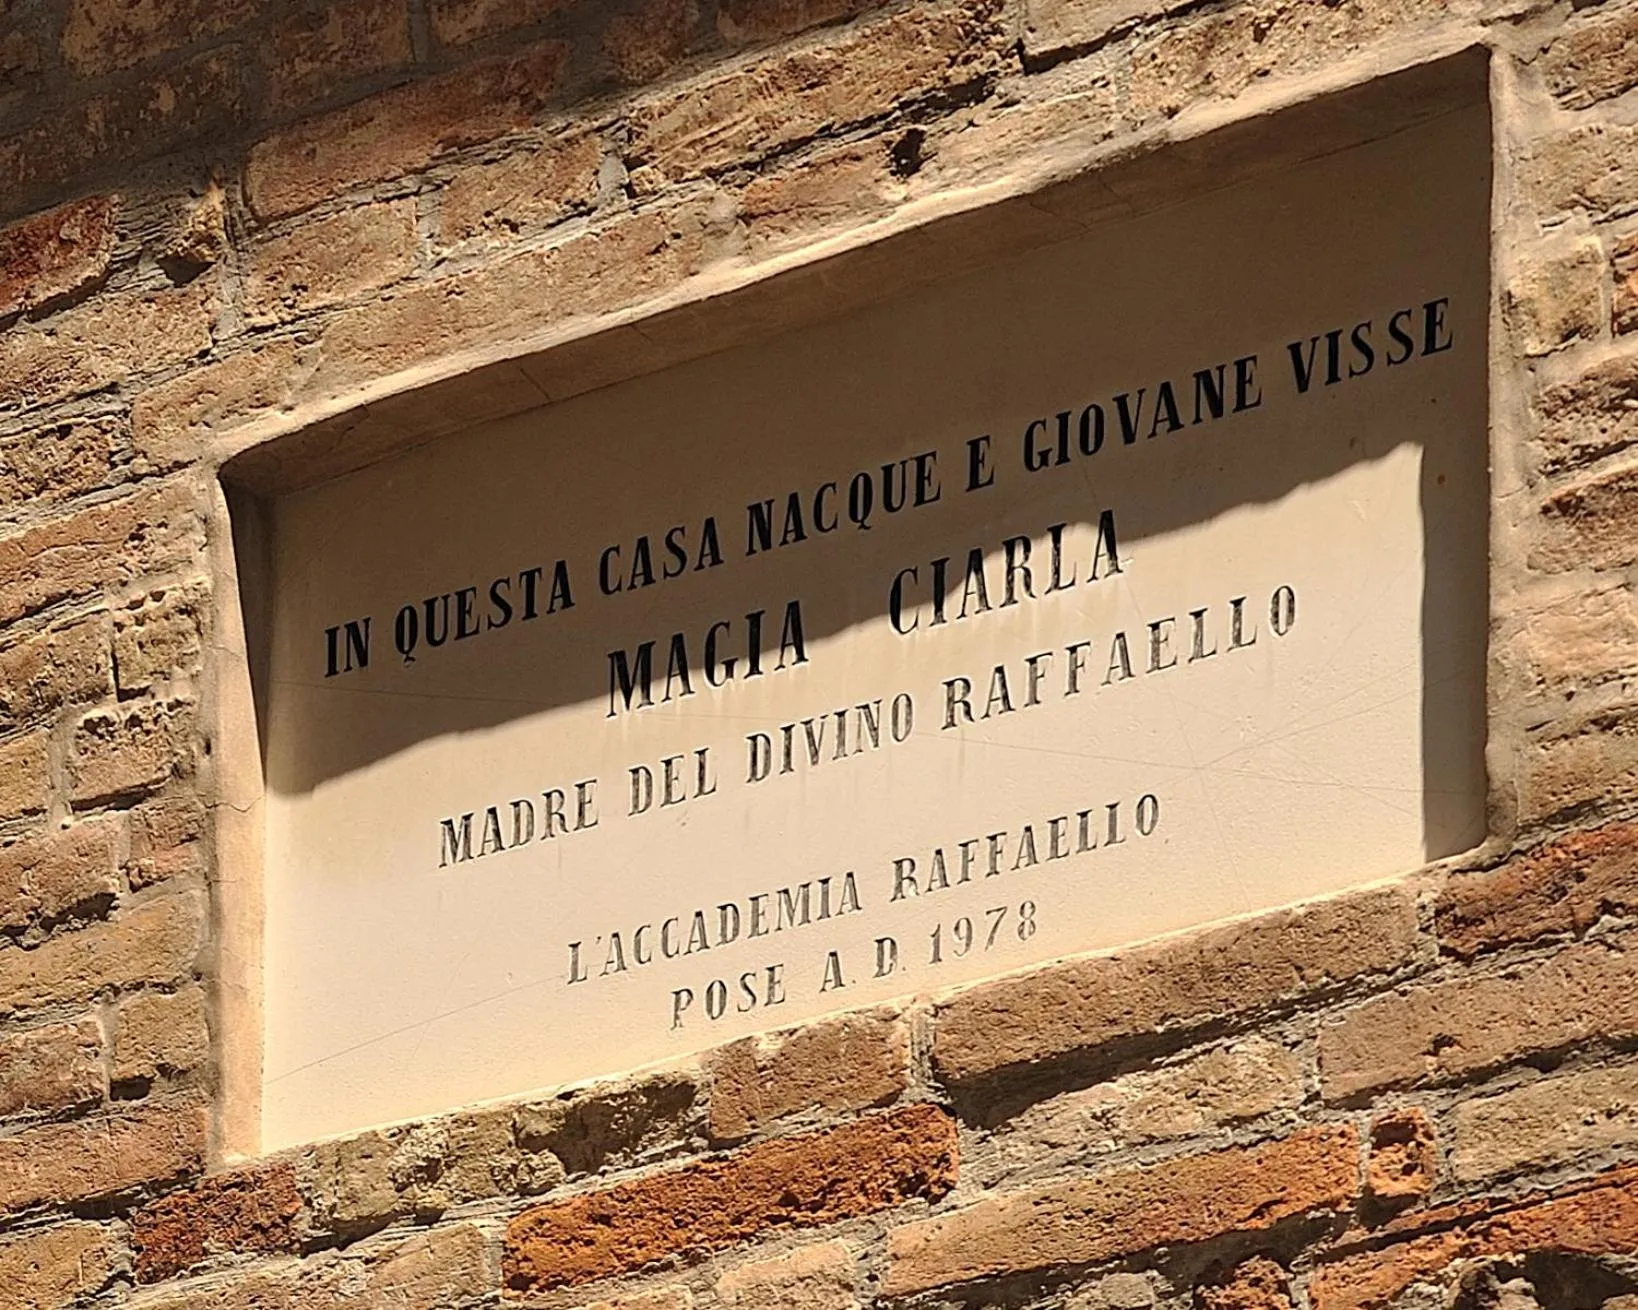 IN QUESTA CASA NACQUE E GIOVANE VISSE
MAGIA CIARLA
MADRE DEL DIVINO RAFFAELLO
L'ACCADEMIA RAFFAELLO
POSE A. D. 1978